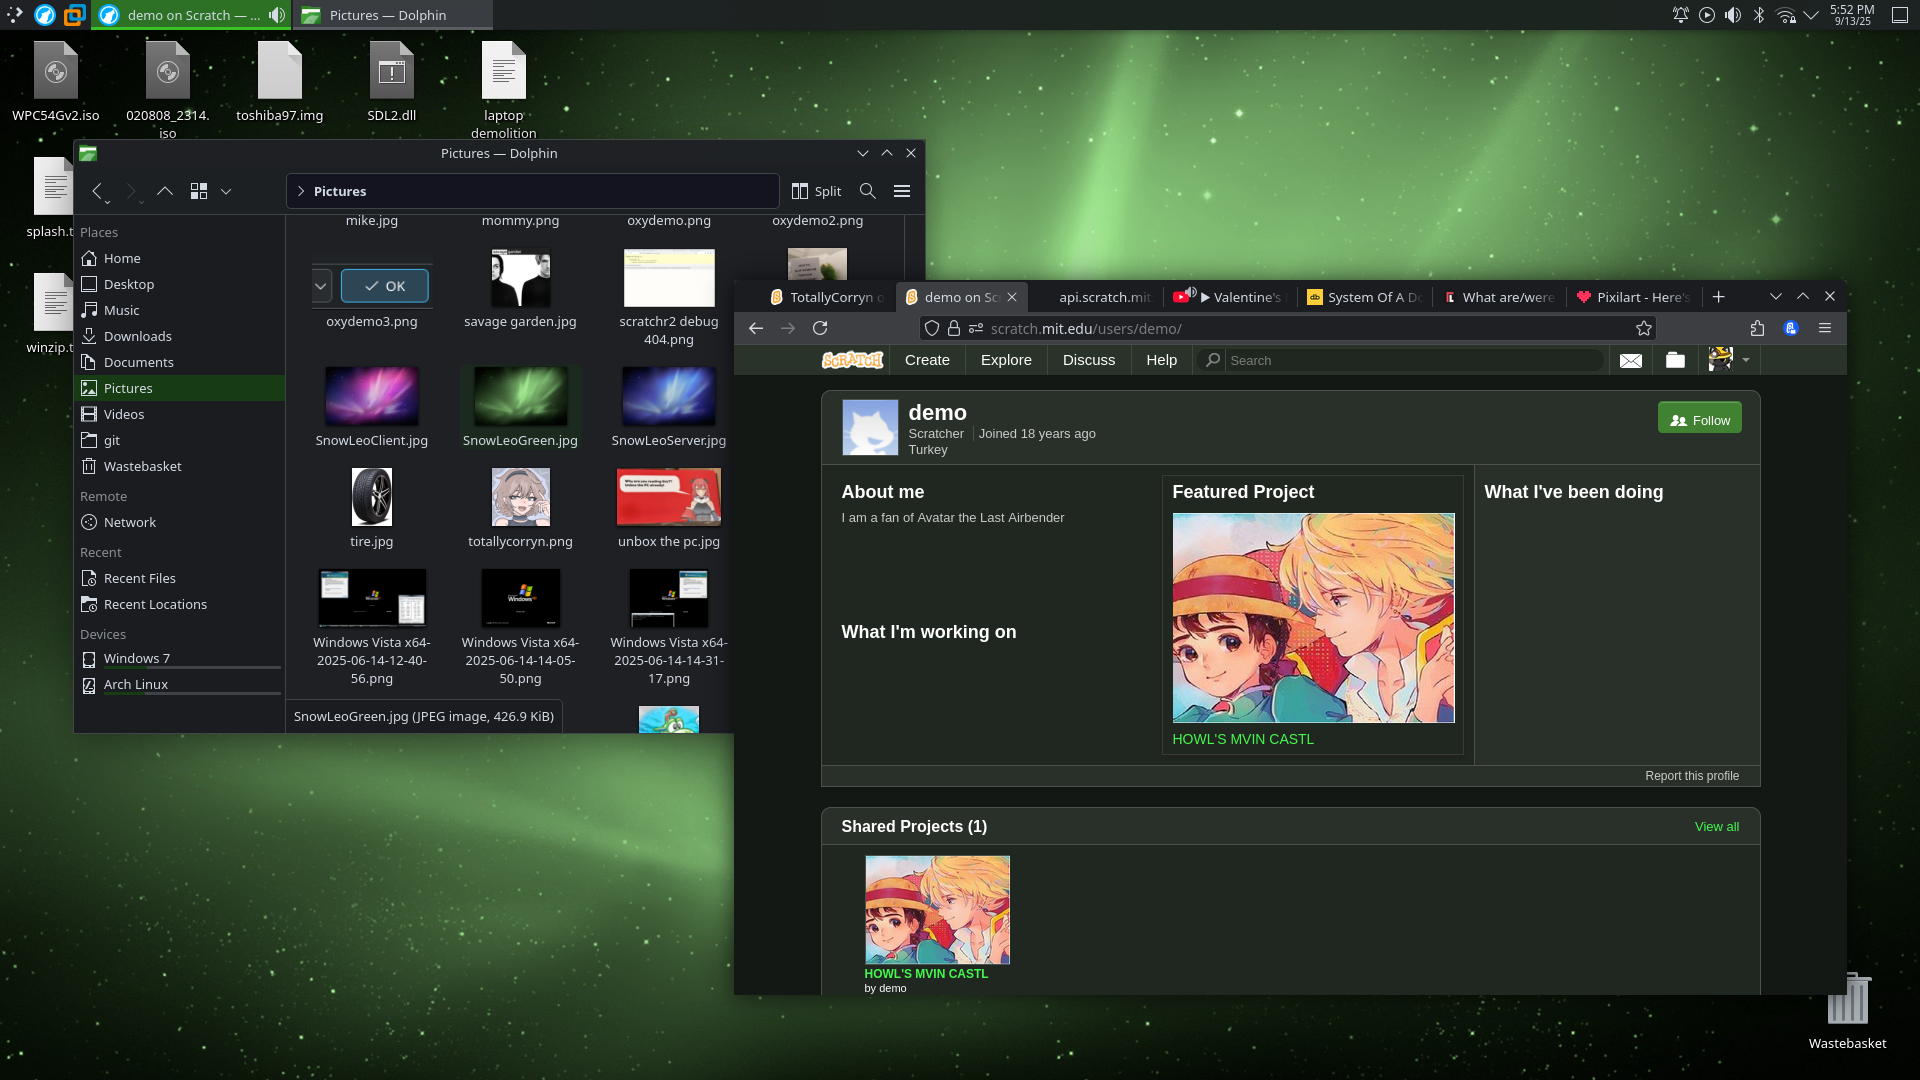 demo on Scratch — ...
Pictures — Dolphin
5:52 PM
9/13/25
WPC54Gv2.iso
020808_2314.
iso
toshiba97.img
SDL2.dll
laptop
demolition
splash.t
winzip.t
Pictures — Dolphin
Pictures
Split
Places
Home
Desktop
Music
Downloads
Documents
Pictures
Videos
git
Wastebasket
Remote
Network
Recent
Recent Files
Recent Locations
Devices
Windows 7
Arch Linux
mike.jpg
mommy.png
oxydemo.png
oxydemo2.png
OK
oxydemo3.png
savage garden.jpg
scratchr2 debug
404.png
SnowLeoClient.jpg
SnowLeoGreen.jpg
SnowLeoServer.jpg
tire.jpg
totallycorryn.png
unbox the pc.jpg
Windows Vista x64-
2025-06-14-12-40-
56.png
Windows Vista x64-
2025-06-14-14-05-
50.png
Windows Vista x64-
2025-06-14-14-31-
17.png
SnowLeoGreen.jpg (JPEG image, 426.9 KiB)
TotallyCorryn o
demo on Sc
api.scratch.mit
Valentine's
System Of A Do
What are/were
Pixilart - Here's
scratch.mit.edu/users/demo/
SCRATCH
Create
Explore
Discuss
Help
Search
demo
Scratcher
Joined 18 years ago
Turkey
Follow
About me
I am a fan of Avatar the Last Airbender
What I'm working on
Featured Project
HOWL'S MVIN CASTL
What I've been doing
Report this profile
Shared Projects (1)
View all
HOWL'S MVIN CASTL
by demo
Wastebasket